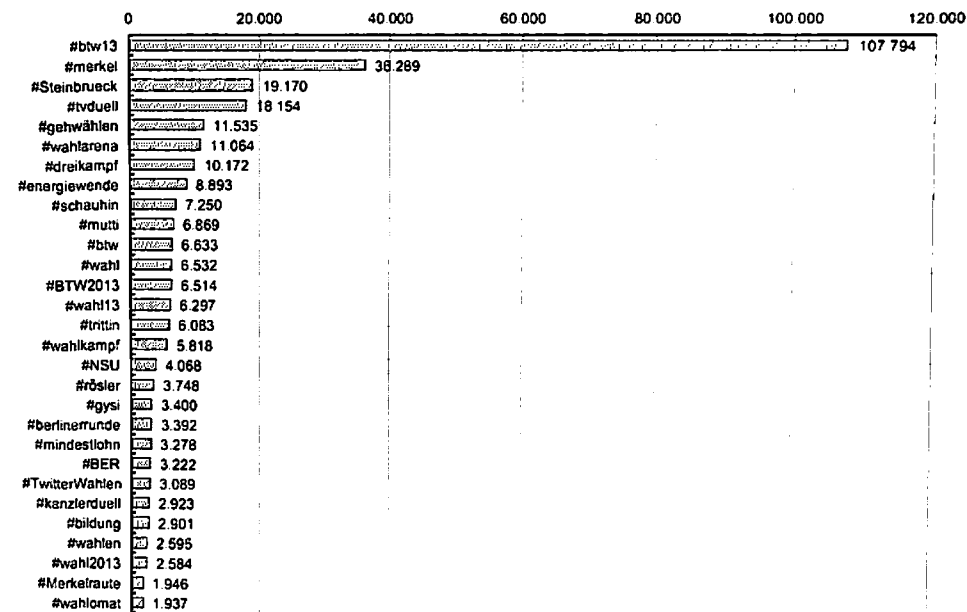 0 20.000 40.000 60.000 80.000 100.000 120.000
#btw13 107.794
#merkel 36.289
#Steinbrueck 19.170
#tvduell 18.154
#gehwählen 11.535
#wahlarena 11.064
#dreikampf 10.172
#energiewende 8.893
#schauhin 7.250
#mutti 6.869
#btw 6.633
#wahl 6.532
#BTW2013 6.514
#wahl13 6.297
#trittin 6.083
#wahlkampf 5.818
#NSU 4.068
#rösler 3.748
#gysi 3.400
#berlinerrunde 3.392
#mindestlohn 3.278
#BER 3.222
#TwitterWahlen 3.089
#kanzlerduell 2.923
#bildung 2.901
#wahlen 2.595
#wahl2013 2.584
#Merkelraute 1.946
#wahlomat 1.937